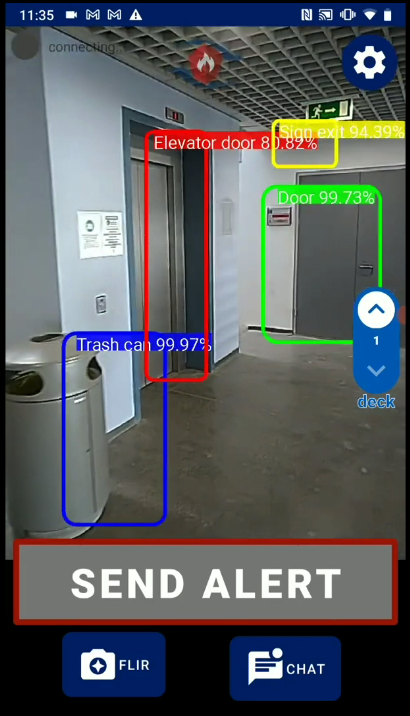 11:35
connecting...
Elevator door 80.82%
Sign exit 94.39%
Door 99.73%
Trash can 99.97%
1
deck
SEND ALERT
FLIR
CHAT